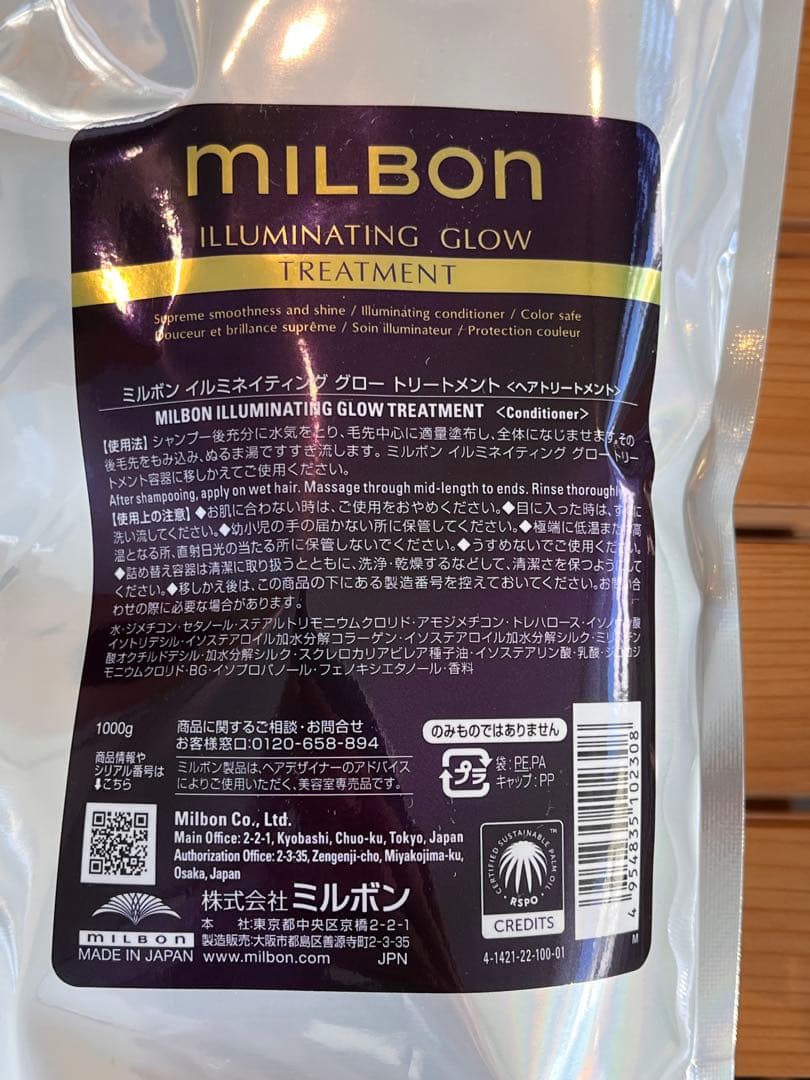 MILBON
ILLUMINATING GLOW
TREATMENT
Supreme smoothness and shine / Illuminating conditioner / Color safe
Douceur et brillance suprême / Soin illuminateur / Protection couleur
ミルボン イルミネイティング グロー トリートメント <ヘアトリートメント>
MILBON ILLUMINATING GLOW TREATMENT <Conditioner>
【使用法】シャンプー後充分に水気をとり、毛先中心に適量塗布し、全体になじませます。その
後毛先をもみ込み、ぬるま湯ですすぎ流します。ミルボン イルミネイティング グロー トリー
トメント容器に移しかえてご使用ください。
After shampooing, apply on wet hair. Massage through mid-length to ends. Rinse
【使用上の注意】◆お肌に合わない時は、ご使用をおやめください。◆目に入った時は、すぐに
洗い流してください。◆幼小児の手の届かない所に保管してください。◆極端に低温または高
温となる所、直射日光の当たる所に保管しないでください。◆うすめないでご使用ください。
◆詰め替え容器は清潔に取り扱うとともに、洗浄・乾燥するなどして、清潔さを保つようにして
ください。◆移しかえ後は、この商品の下にある製造番号を控えておいてください。お問い合
わせの際に必要な場合があります。
水・ジメチコン・セタノール・ステアルトリモニウムクロリド・アモジメチコン・トレハロース・イソノナン酸
イソトリデシル・イソステアロイル加水分解コラーゲン・イソステアロイル加水分解シルク・ミリスチン
酸オクチルドデシル・加水分解シルク・スクレロカリアビレア種子油・イソステアリン酸・乳酸・ジココジ
モニウムクロリド・BG・イソプロパノール・フェノキシエタノール・香料
1000g
商品に関するご相談・お問合せ
お客様窓口:0120-658-894
のみものではありません
商品情報や
シリアル番号は
⬇こちら
ミルボン製品は、ヘアデザイナーのアドバイス
によりご使用いただく、美容室専売品です。
プラ
袋:PE,PA
キャップ:PP
Milbon Co., Ltd.
Main Office: 2-2-1, Kyobashi, Chuo-ku, Tokyo, Japan
Authorization Office: 2-3-35, Zengenji-cho, Miyakojima-ku,
Osaka, Japan
株式会社 ミルボン
本 社:東京都中央区京橋2-2-1
製造販売:大阪市都島区善源寺町2-3-35
www.milbon.com JPN
MILBON
MADE IN JAPAN
CERTIFIED SUSTAINABLE PALM OIL ™
RSPO
CREDITS
4-1421-22-100-01
4 954835 102308
M